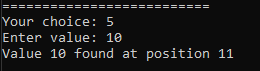 ===========================
Your choice: 5
Enter value: 10
Value 10 found at position 11